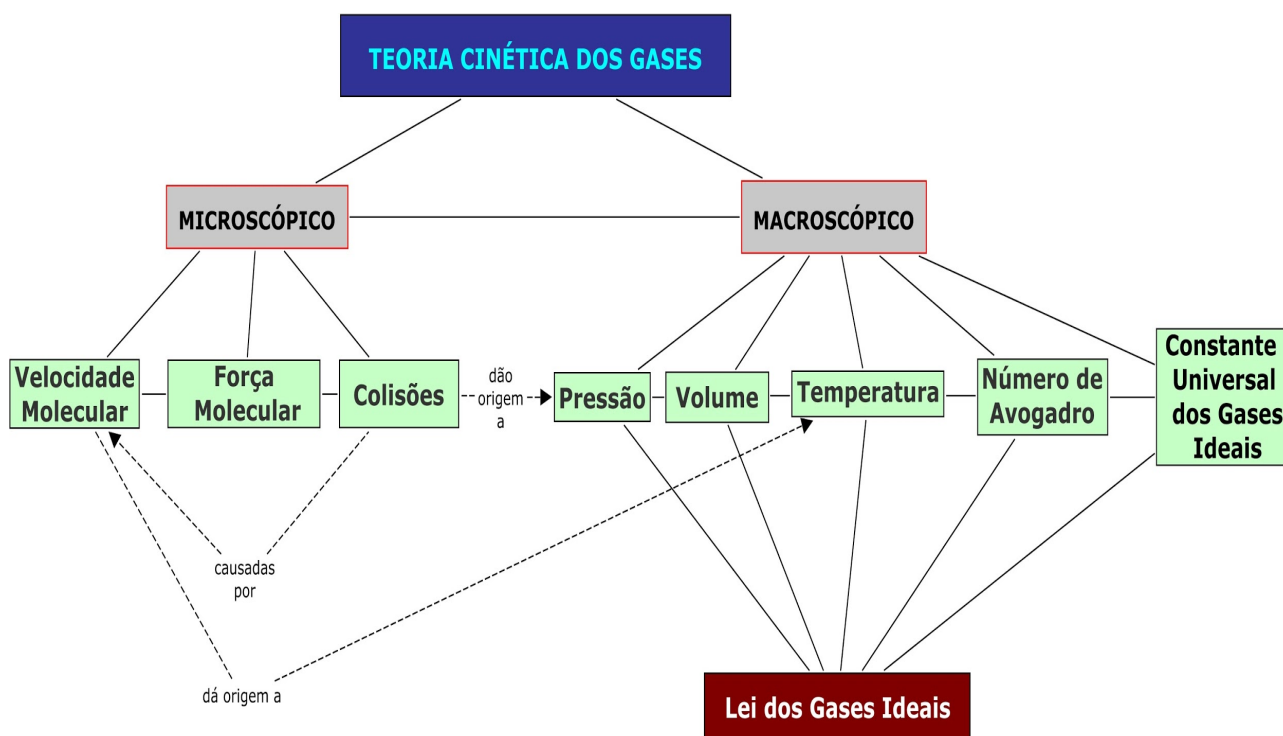 TEORIA CINÉTICA DOS GASES
MICROSCÓPICO
MACROSCÓPICO
Velocidade
Molecular
Força
Molecular
Colisões
dão
origem
a
Pressão
Volume
Temperatura
Número de
Avogadro
Constante
Universal
dos Gases
Ideais
causadas
por
dá origem a
Lei dos Gases Ideais